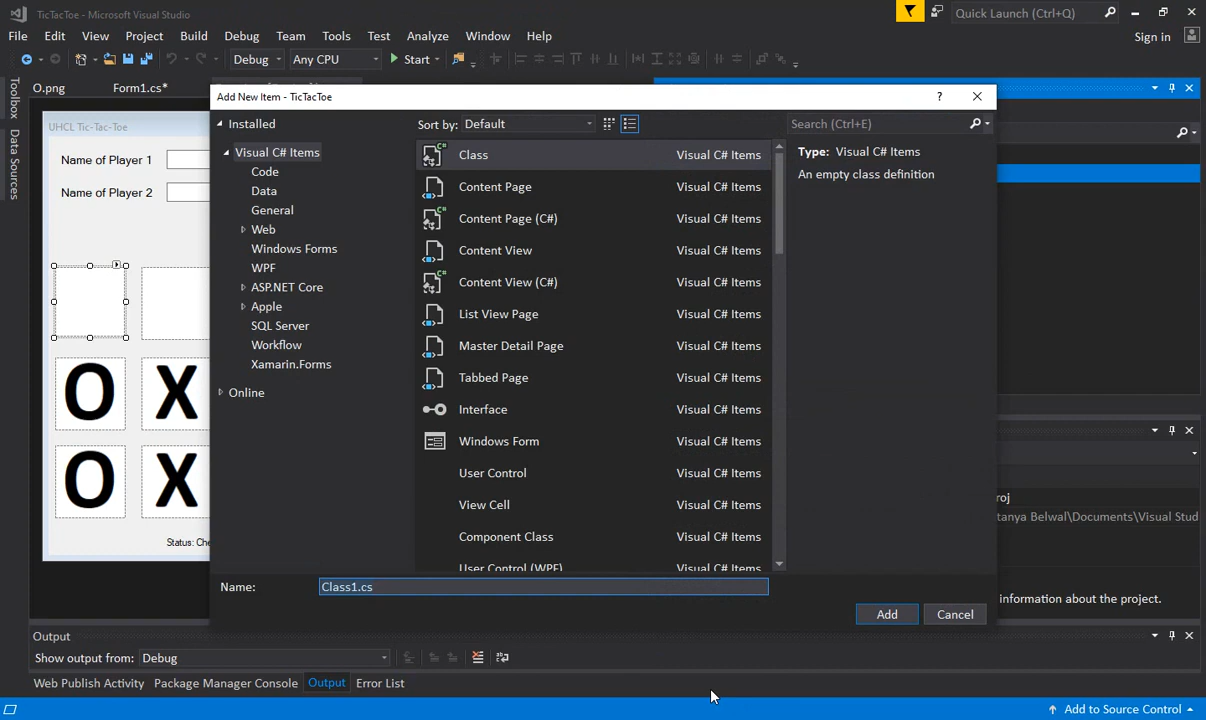 TicTacToe - Microsoft Visual Studio
Quick Launch (Ctrl+Q)
File Edit View Project Build Debug Team Tools Test Analyze Window Help
Sign in
Debug Any CPU Start
O.png Form1.cs*
Toolbox
Data Sources
UHCL Tic-Tac-Toe
Name of Player 1
Name of Player 2
O X
O X
Status: Che
Add New Item - TicTacToe
?
Installed
Sort by: Default
Search (Ctrl+E)
Visual C# Items
Code
Data
General
Web
Windows Forms
WPF
ASP.NET Core
Apple
SQL Server
Workflow
Xamarin.Forms
Online
Class Visual C# Items
Content Page Visual C# Items
Content Page (C#) Visual C# Items
Content View Visual C# Items
Content View (C#) Visual C# Items
List View Page Visual C# Items
Master Detail Page Visual C# Items
Tabbed Page Visual C# Items
Interface Visual C# Items
Windows Form Visual C# Items
User Control Visual C# Items
View Cell Visual C# Items
Component Class Visual C# Items
User Control (WPF) Visual C# Items
Type: Visual C# Items
An empty class definition
Name: Class1.cs
Add Cancel
roj
tanya Belwal\Documents\Visual Stud
information about the project.
Output
Show output from: Debug
Web Publish Activity Package Manager Console Output Error List
Add to Source Control